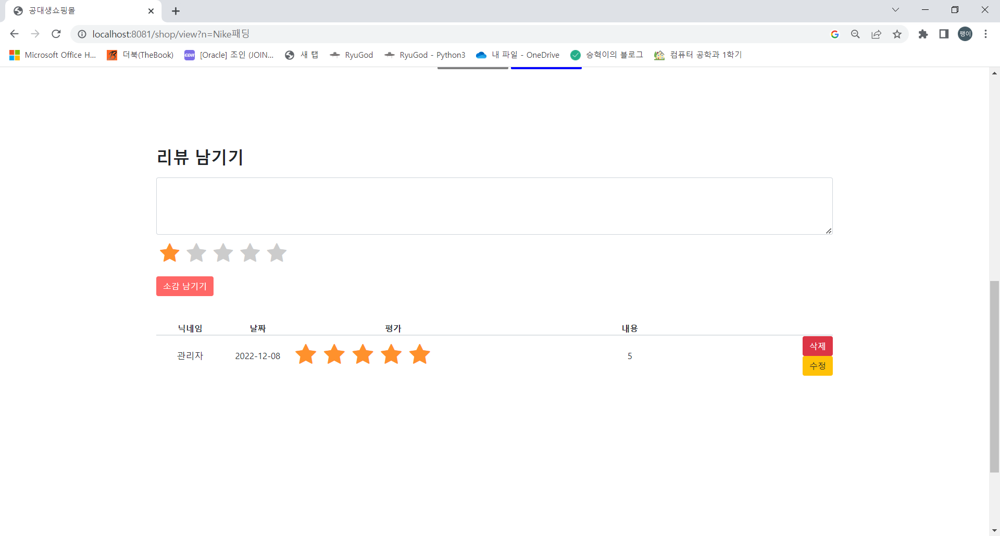 공대생쇼핑몰
localhost:8081/shop/view?n=Nike패딩
팽이
Microsoft Office H... 더북(TheBook) GDH [Oracle] 조인 (JOIN... 새 탭 RyuGod RyuGod - Python3 내 파일 - OneDrive 승혁이의 블로그 컴퓨터 공학과 1학기
리뷰 남기기
소감 남기기
닉네임 날짜 평가 내용
관리자 2022-12-08 5 삭제
수정